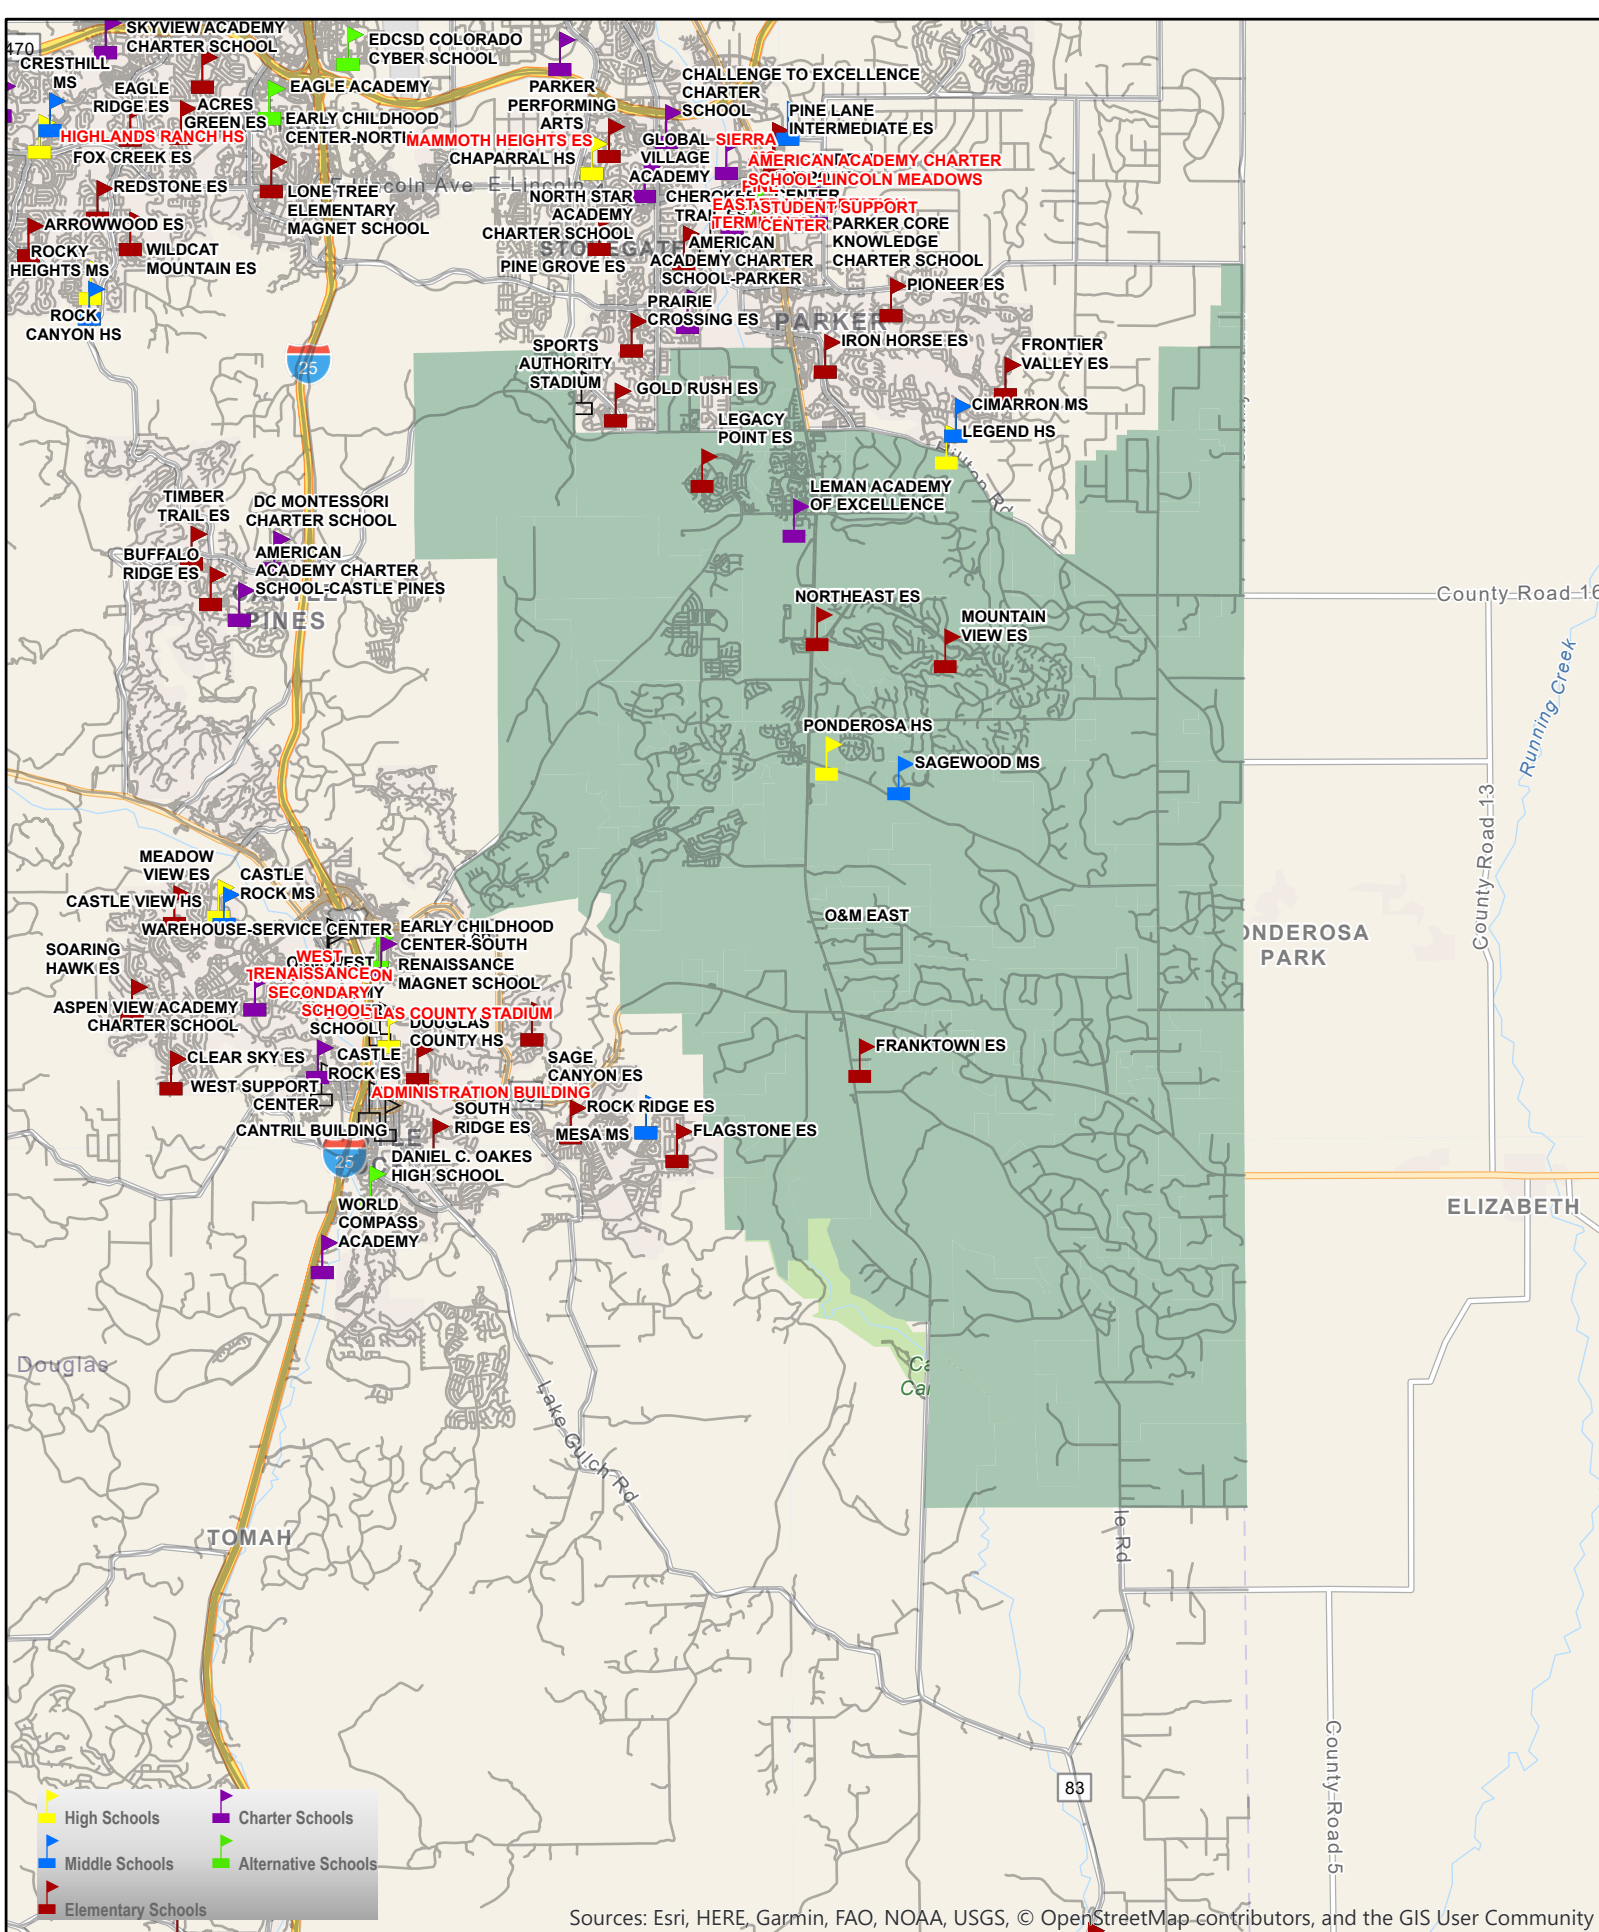 SKYVIEW ACADEMY
CHARTER SCHOOL
470
CRESTHILL
MS
EDCSD COLORADO
CYBER SCHOOL
EAGLE
RIDGE ES
ACRES
GREEN ES
EAGLE ACADEMY
EARLY CHILDHOOD
HIGHLANDS RANCH HS
FOX CREEK ES
PARKER
PERFORMING
ARTS
MAMMOTH HEIGHTS ES
CHAPARRAL HS
CHALLENGE TO EXCELLENCE
CHARTER
SCHOOL
PINE LANE
INTERMEDIATE ES
GLOBAL
VILLAGE
ACADEMY
SIERRA
AMERICAN ACADEMY CHARTER
SCHOOL-LINCOLN MEADOWS
REDSTONE ES
LONE TREE
ELEMENTARY
MAGNET SCHOOL
Lincoln Ave
E Lincoln
ARROWWOOD ES
ROCKY
HEIGHTS MS
WILDCAT
MOUNTAIN ES
NORTH STAR
ACADEMY
CHARTER SCHOOL
PINE GROVE ES
EAST
STUDENT SUPPORT
CENTER
PARKER CORE
KNOWLEDGE
CHARTER SCHOOL
AMERICAN
ACADEMY CHARTER
SCHOOL-PARKER
ROCK
CANYON HS
PIONEER ES
PRAIRIE
CROSSING ES
PARKER
IRON HORSE ES
FRONTIER
VALLEY ES
25
SPORTS
AUTHORITY
STADIUM
GOLD RUSH ES
CIMARRON MS
LEGEND HS
LEGACY
POINT ES
LEMAN ACADEMY
OF EXCELLENCE
TIMBER
TRAIL ES
DC MONTESSORI
CHARTER SCHOOL
BUFFALO
RIDGE ES
AMERICAN
ACADEMY CHARTER
SCHOOL-CASTLE PINES
PINES
County Road 16
NORTHEAST ES
MOUNTAIN
VIEW ES
Running Creek
PONDEROSA HS
SAGEWOOD MS
County Road 13
MEADOW
VIEW ES
CASTLE
ROCK MS
CASTLE VIEW HS
WAREHOUSE-SERVICE CENTER
EARLY CHILDHOOD
CENTER-SOUTH
O&M EAST
ONDEROSA
PARK
SOARING
HAWK ES
WEST
RENAISSANCE
SECONDARY
SCHOOL
RENAISSANCE
MAGNET SCHOOL
ASPEN VIEW ACADEMY
CHARTER SCHOOL
LAS COUNTY STADIUM
SCHOOL
DOUGLAS
COUNTY HS
CLEAR SKY ES
CASTLE
ROCK ES
SAGE
CANYON ES
FRANKTOWN ES
WEST SUPPORT
CENTER
ADMINISTRATION BUILDING
SOUTH
RIDGE ES
ROCK RIDGE ES
MESA MS
FLAGSTONE ES
CANTRIL BUILDING
25
DANIEL C. OAKES
HIGH SCHOOL
WORLD
COMPASS
ACADEMY
ELIZABETH
Douglas
Lake Gulch Rd
TOMAH
83
County Road 5
High Schools
Charter Schools
Middle Schools
Alternative Schools
Elementary Schools
Sources: Esri, HERE, Garmin, FAO, NOAA, USGS, © OpenStreetMap contributors, and the GIS User Community